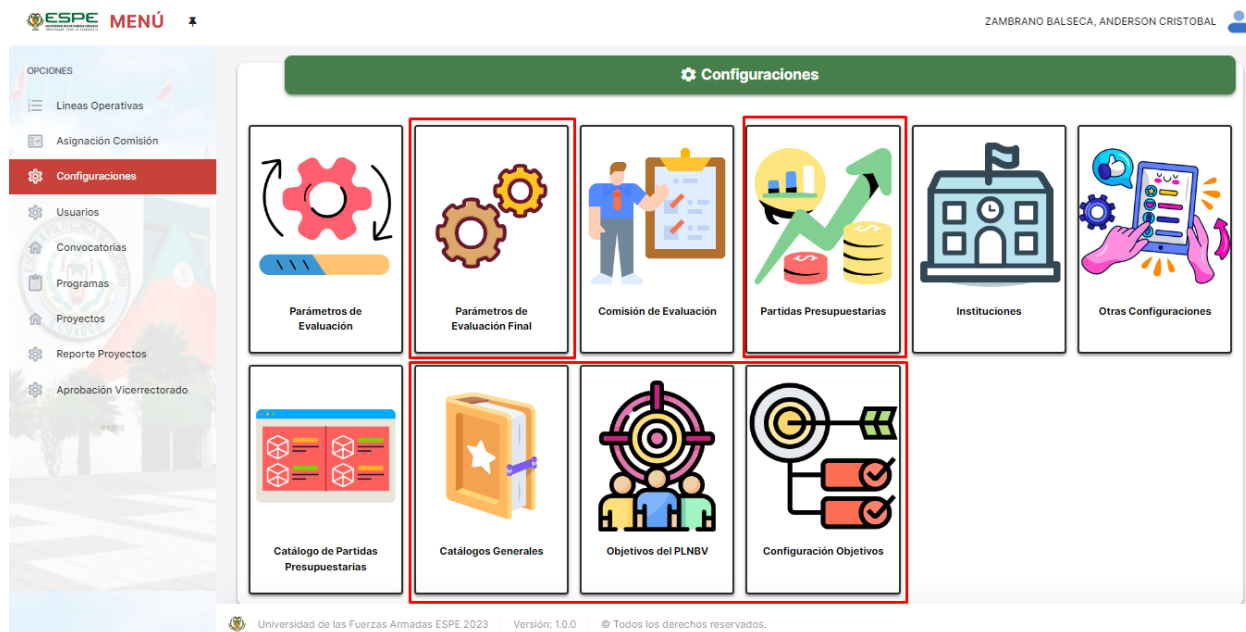 ESPE MENÚ
ZAMBRANO BALSECA, ANDERSON CRISTOBAL
OPCIONES
Lineas Operativas
Asignación Comisión
Configuraciones
Usuarios
Convocatorias
Programas
Proyectos
Reporte Proyectos
Aprobación Vicerrectorado
Configuraciones
Parámetros de
Evaluación
Parámetros de
Evaluación Final
Comisión de Evaluación
Partidas Presupuestarias
Instituciones
Otras Configuraciones
Catálogo de Partidas
Presupuestarias
Catálogos Generales
Objetivos del PLNBV
Configuración Objetivos
Universidad de las Fuerzas Armadas ESPE 2023
Versión: 1.0.0
© Todos los derechos reservados.